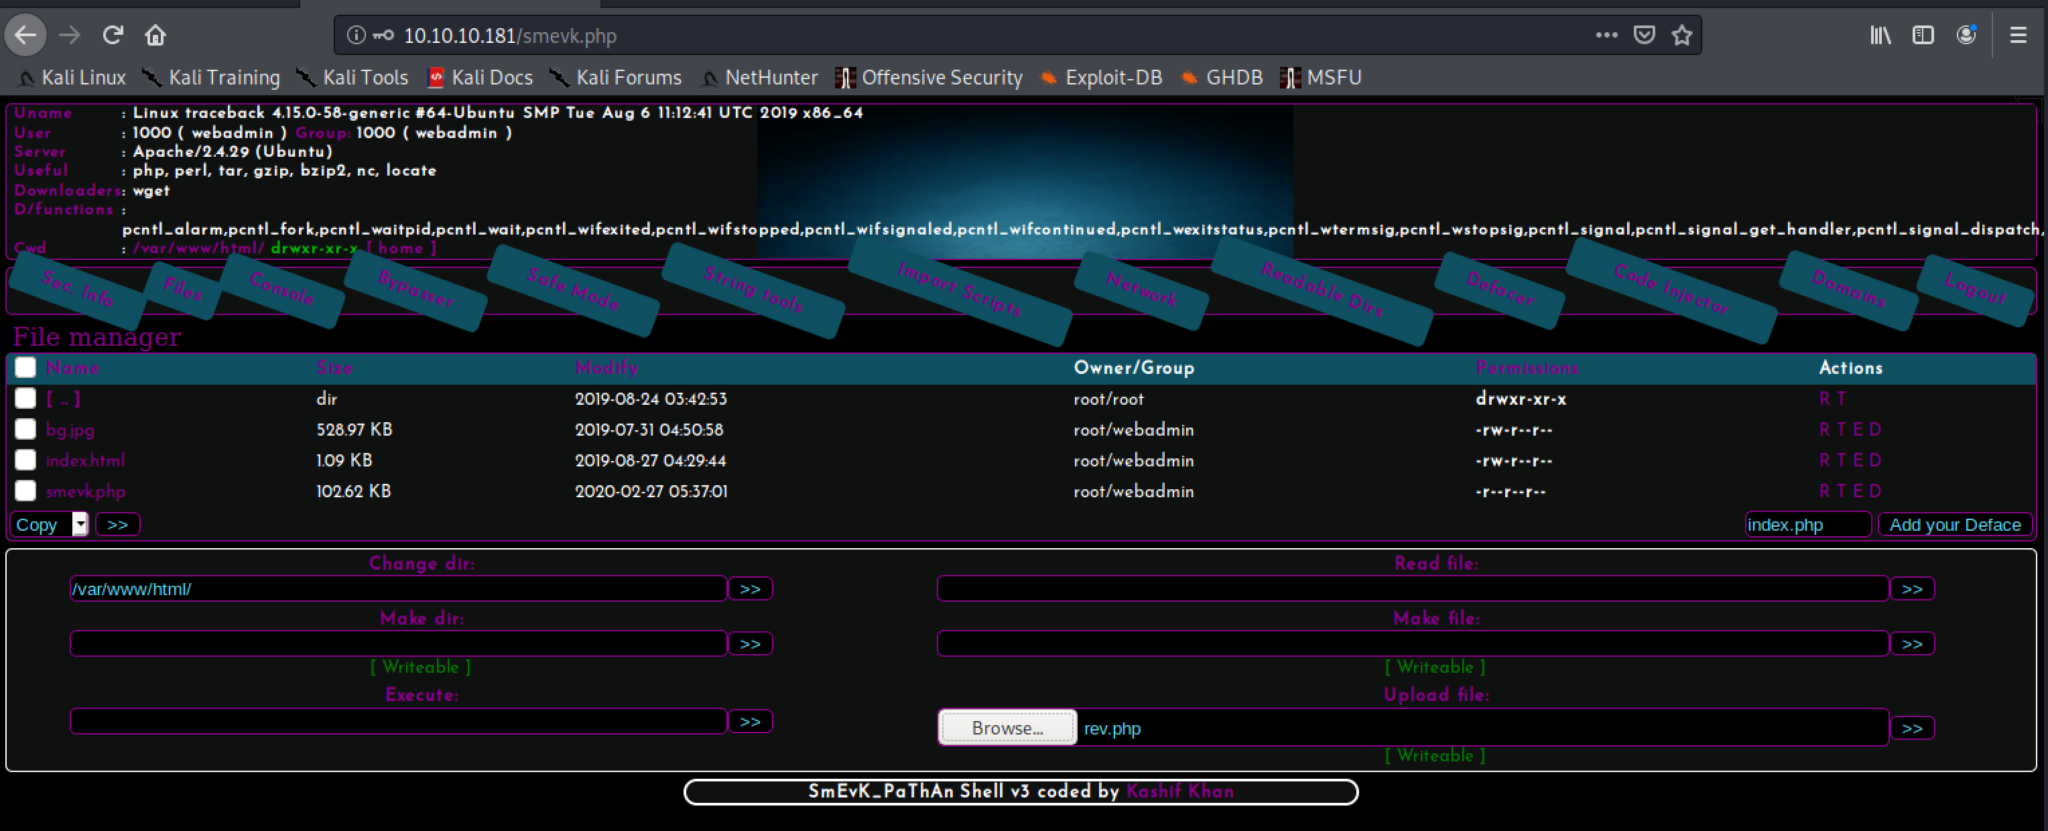 10.10.10.181/smevk.php
Kali Linux Kali Training Kali Tools Kali Docs Kali Forums NetHunter Offensive Security Exploit-DB GHDB MSFU
Uname : Linux traceback 4.15.0-58-generic #64-Ubuntu SMP Tue Aug 6 11:12:41 UTC 2019 x86_64
User : 1000 ( webadmin ) Group: 1000 ( webadmin )
Server : Apache/2.4.29 (Ubuntu)
Useful : php, perl, tar, gzip, bzip2, nc, locate
Downloaders: wget
D/functions :
pcntl_alarm,pcntl_fork,pcntl_waitpid,pcntl_wait,pcntl_wifexited,pcntl_wifstopped,pcntl_wifsignaled,pcntl_wifcontinued,pcntl_wexitstatus,pcntl_wtermsig,pcntl_wstopsig,pcntl_signal,pcntl_signal_get_handler,pcntl_signal_dispatch,
Cwd : /var/www/html/ drwxr-xr-x [ home ]
Sec. Info Files Console Bypasser Safe Mode String tools Import Scripts Network Readable Dirs Defacer Code Injector Domains Logout
File manager
Name Size Modify Owner/Group Permissions Actions
[ .. ] dir 2019-08-24 03:42:53 root/root drwxr-xr-x R T
bg.jpg 528.97 KB 2019-07-31 04:50:58 root/webadmin -rw-r--r-- R T E D
index.html 1.09 KB 2019-08-27 04:29:44 root/webadmin -rw-r--r-- R T E D
smevk.php 102.62 KB 2020-02-27 05:37:01 root/webadmin -r--r--r-- R T E D
Copy >> index.php Add your Deface
Change dir: Read file:
/var/www/html/ >> >>
Make dir: Make file:
>> >>
[ Writeable ] [ Writeable ]
Execute: Upload file:
>> Browse... rev.php >>
[ Writeable ]
SmEvK_PaThAn Shell v3 coded by Kashif Khan